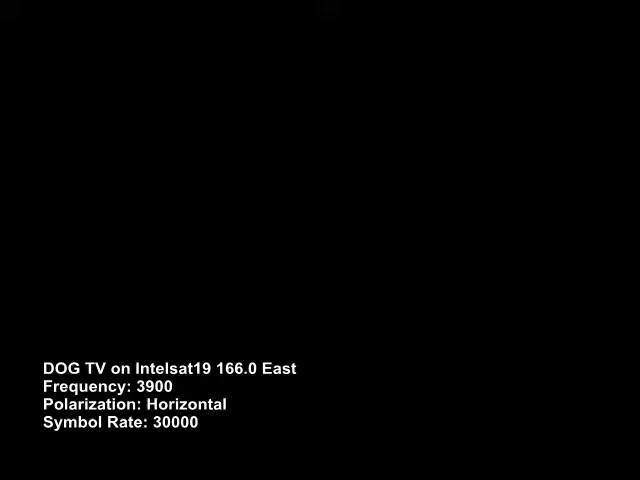 DOG TV on Intelsat19 166.0 East
Frequency: 3900
Polarization: Horizontal
Symbol Rate: 30000